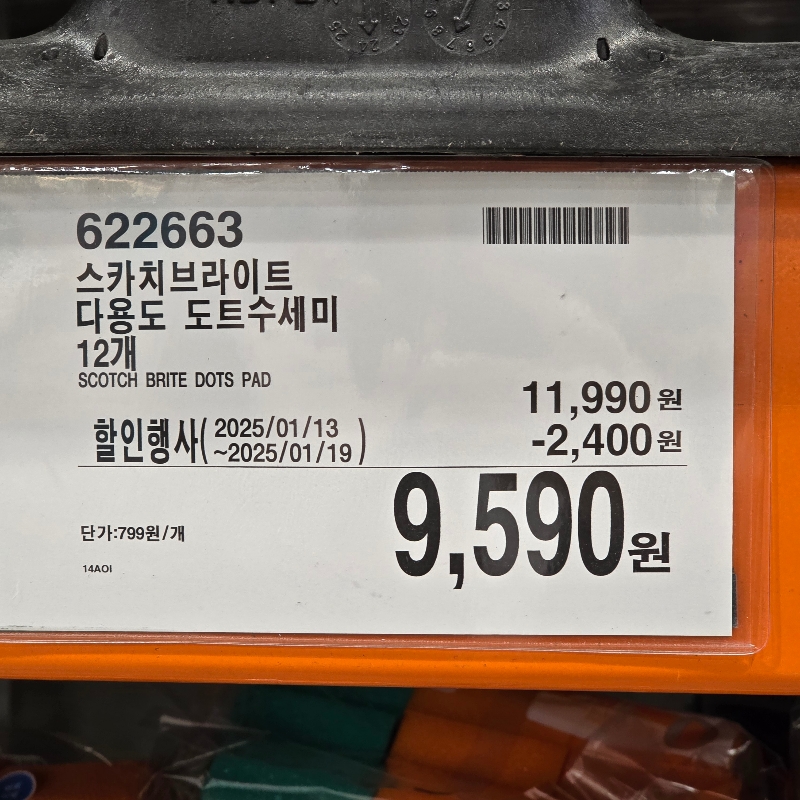 622663
스카치브라이트
다용도 도트수세미
12개
SCOTCH BRITE DOTS PAD
11,990 원
할인행사( 2025/01/13 ~2025/01/19 )
-2,400 원
9,590원
단가:799원/개
14AOI